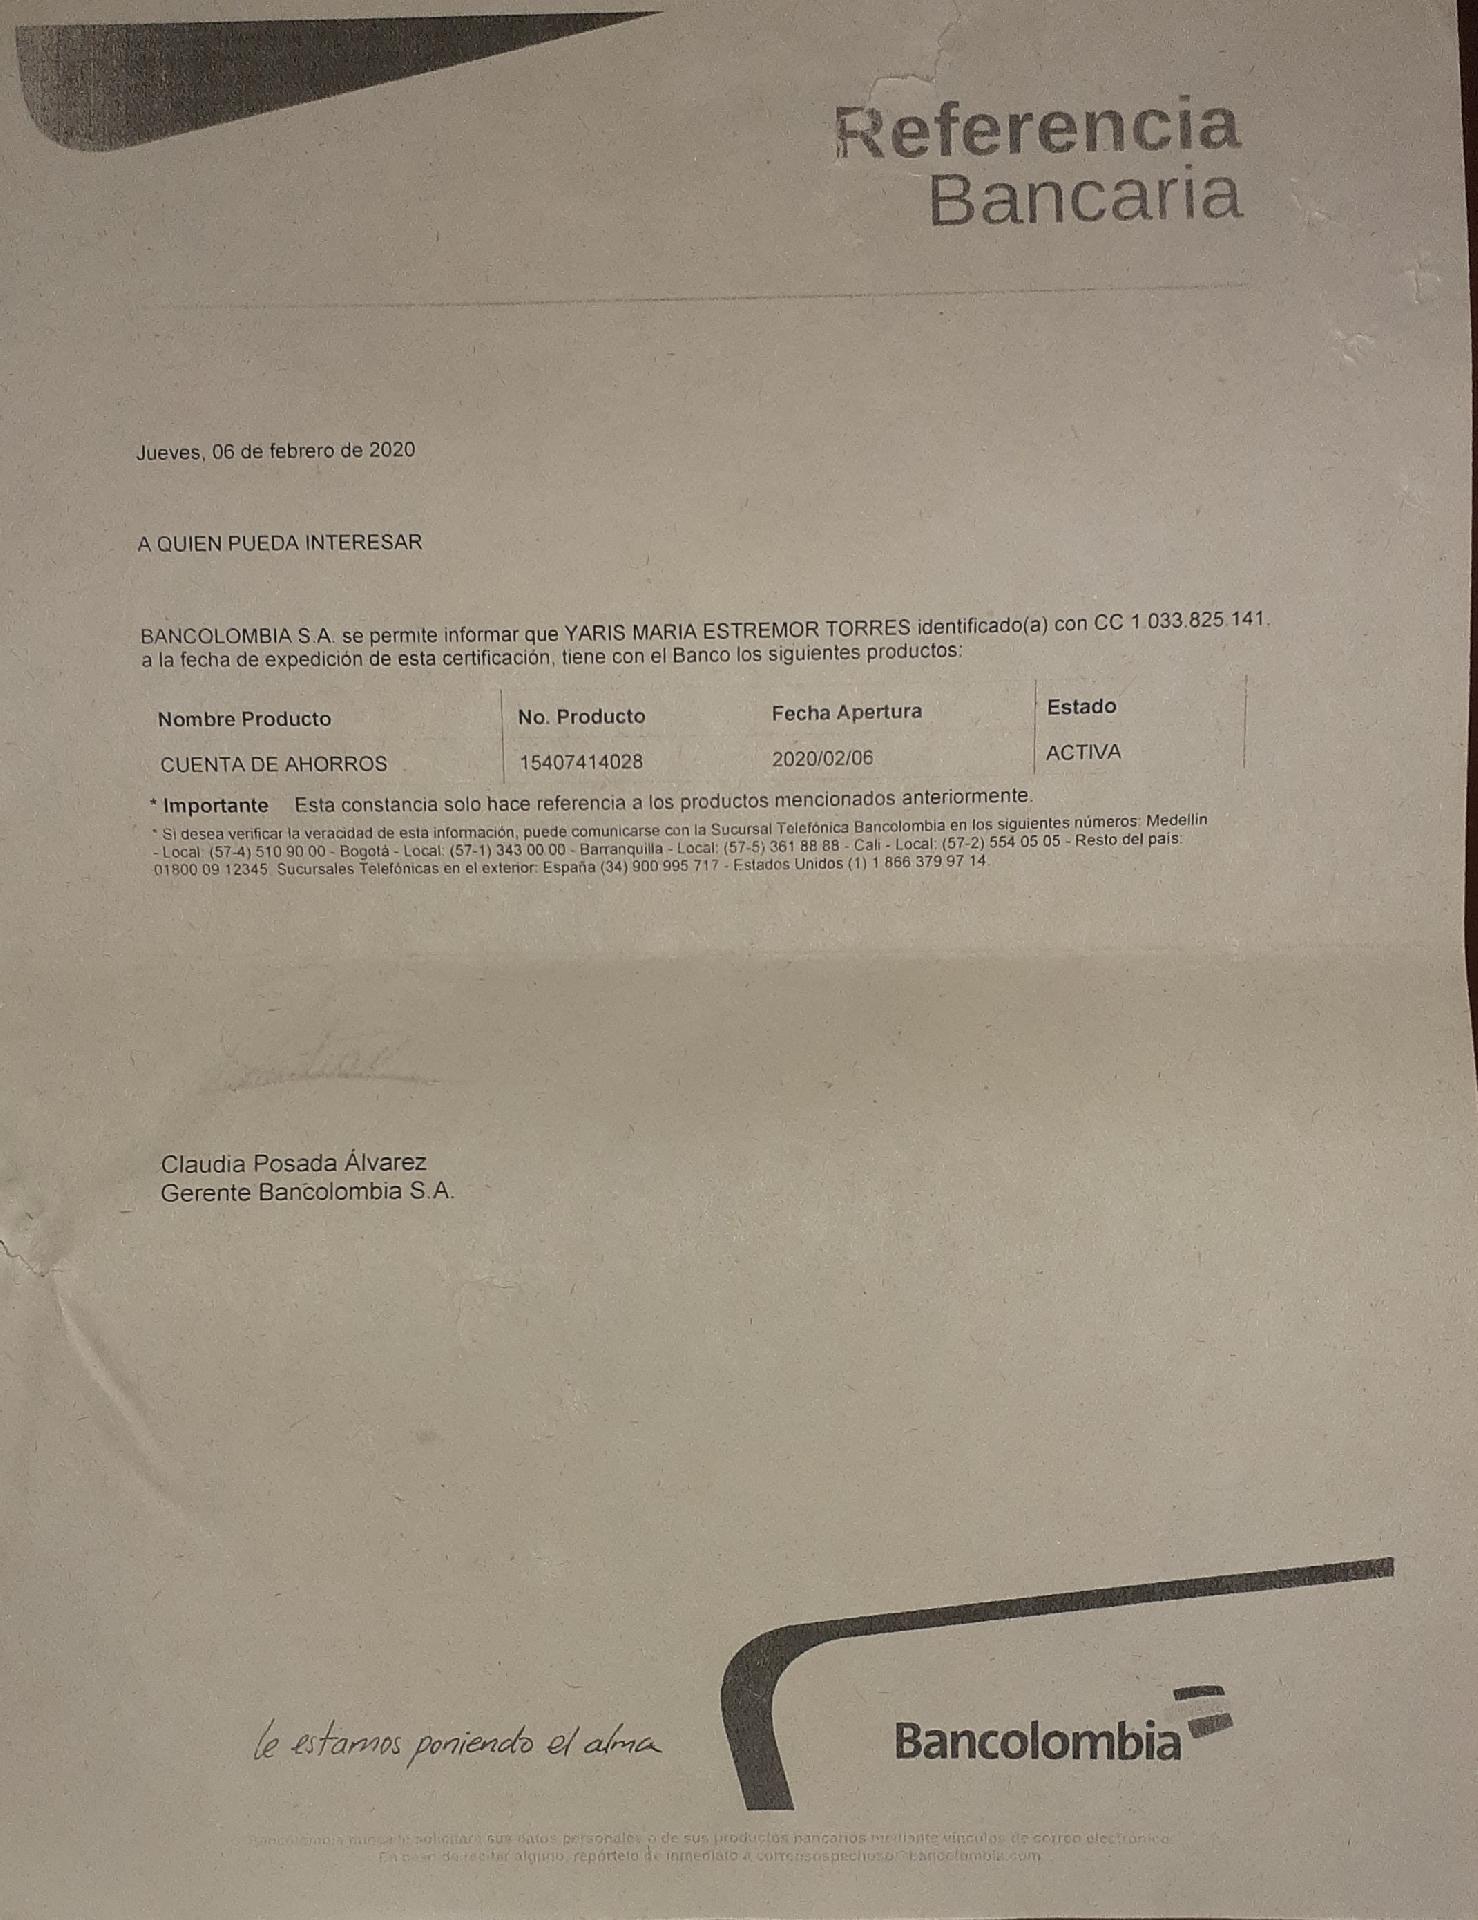 Referencia
Bancaria
Jueves, 06 de febrero de 2020
A QUIEN PUEDA INTERESAR
BANCOLOMBIA S.A. se permite informar que YARIS MARIA ESTREMOR TORRES identificado(a) con CC 1.033.825.141,
a la fecha de expedición de esta certificación, tiene con el Banco los siguientes productos:
Nombre Producto No. Producto Fecha Apertura Estado
CUENTA DE AHORROS 15407414028 2020/02/06 ACTIVA
* Importante Esta constancia solo hace referencia a los productos mencionados anteriormente.
* Si desea verificar la veracidad de esta información, puede comunicarse con la Sucursal Telefónica Bancolombia en los siguientes números: Medellín
- Local: (57-4) 510 90 00 - Bogotá - Local: (57-1) 343 00 00 - Barranquilla - Local: (57-5) 361 88 88 - Cali - Local: (57-2) 554 05 05 - Resto del país:
01800 09 12345. Sucursales Telefónicas en el exterior: España (34) 900 995 717 - Estados Unidos (1) 1 866 379 97 14.
Claudia Posada Álvarez
Gerente Bancolombia S.A.
le estamos poniendo el alma
Bancolombia
Bancolombia nunca le solicitará sus datos personales o de sus productos bancarios mediante vínculos de correo electrónico.
En caso de recibir alguno, repórtelo de inmediato a correosospechoso@bancolombia.com